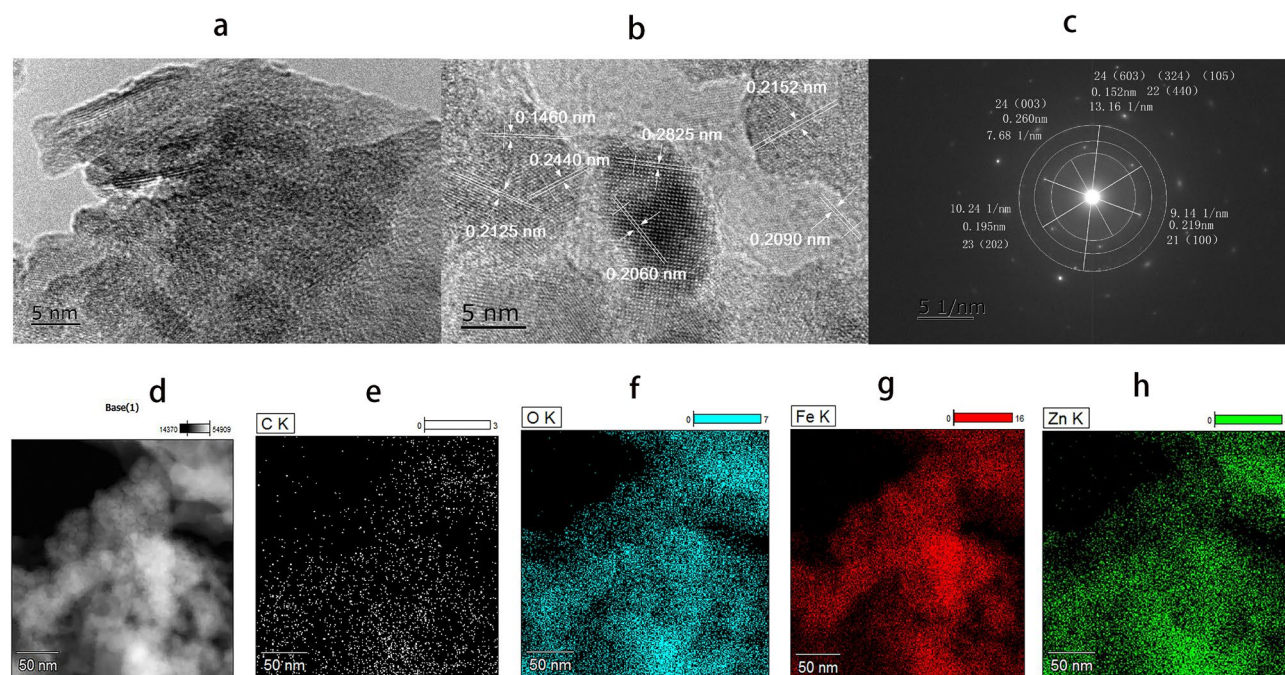 a
b
c
5 nm
0.1460 nm
0.2440 nm
0.2125 nm
0.2825 nm
0.2060 nm
0.2152 nm
0.2090 nm
5 nm
24 (603) (324) (105)
0.152nm 22 (440)
13.16 1/nm
24 (003)
0.260nm
7.68 1/nm
10.24 1/nm
0.195nm
23 (202)
9.14 1/nm
0.219nm
21 (100)
5 1/nm
d
e
f
g
h
Base(1)
14370 54909
50 nm
C K
0 3
50 nm
O K
0 7
50 nm
Fe K
0 16
50 nm
Zn K
0
50 nm